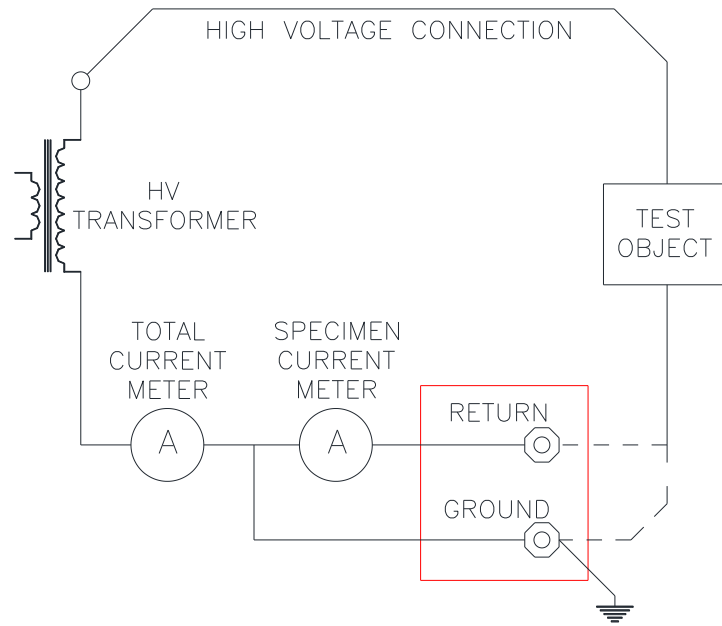 HIGH VOLTAGE CONNECTION
HV
TRANSFORMER
TEST
OBJECT
TOTAL
CURRENT
METER
SPECIMEN
CURRENT
METER
A
A
RETURN
GROUND